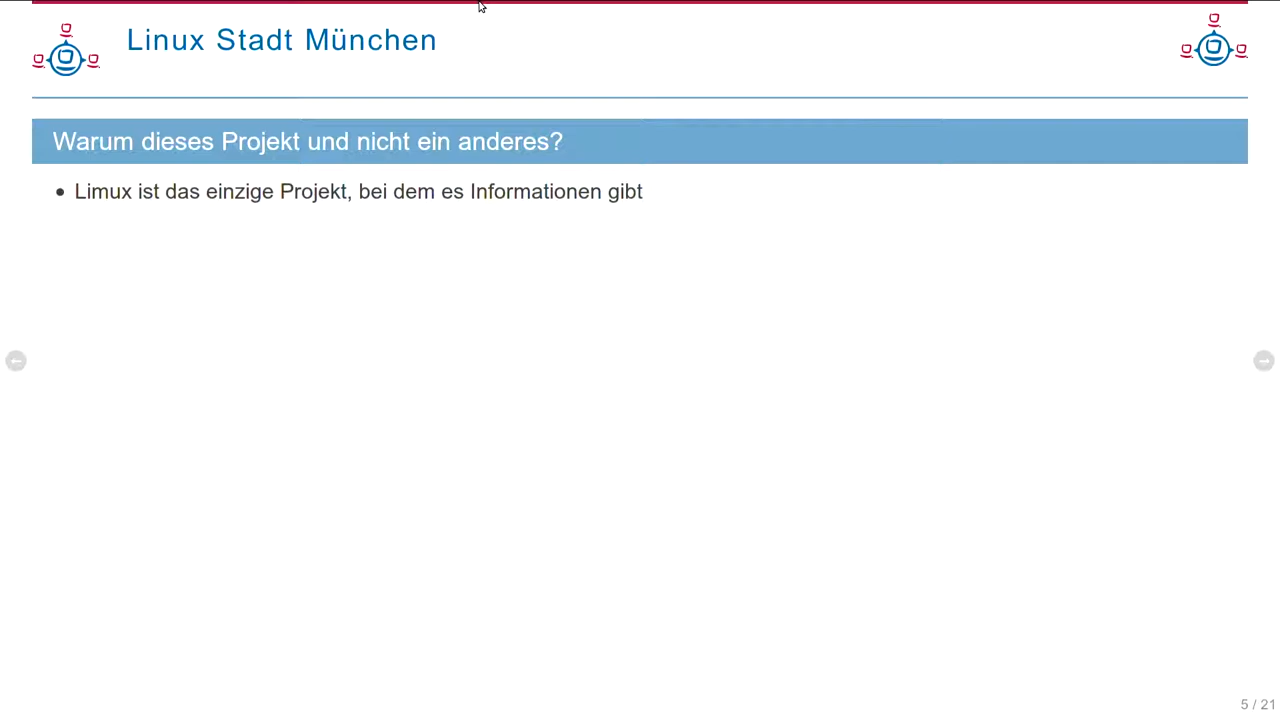 Linux Stadt München
Warum dieses Projekt und nicht ein anderes?
• Limux ist das einzige Projekt, bei dem es Informationen gibt
5 / 21